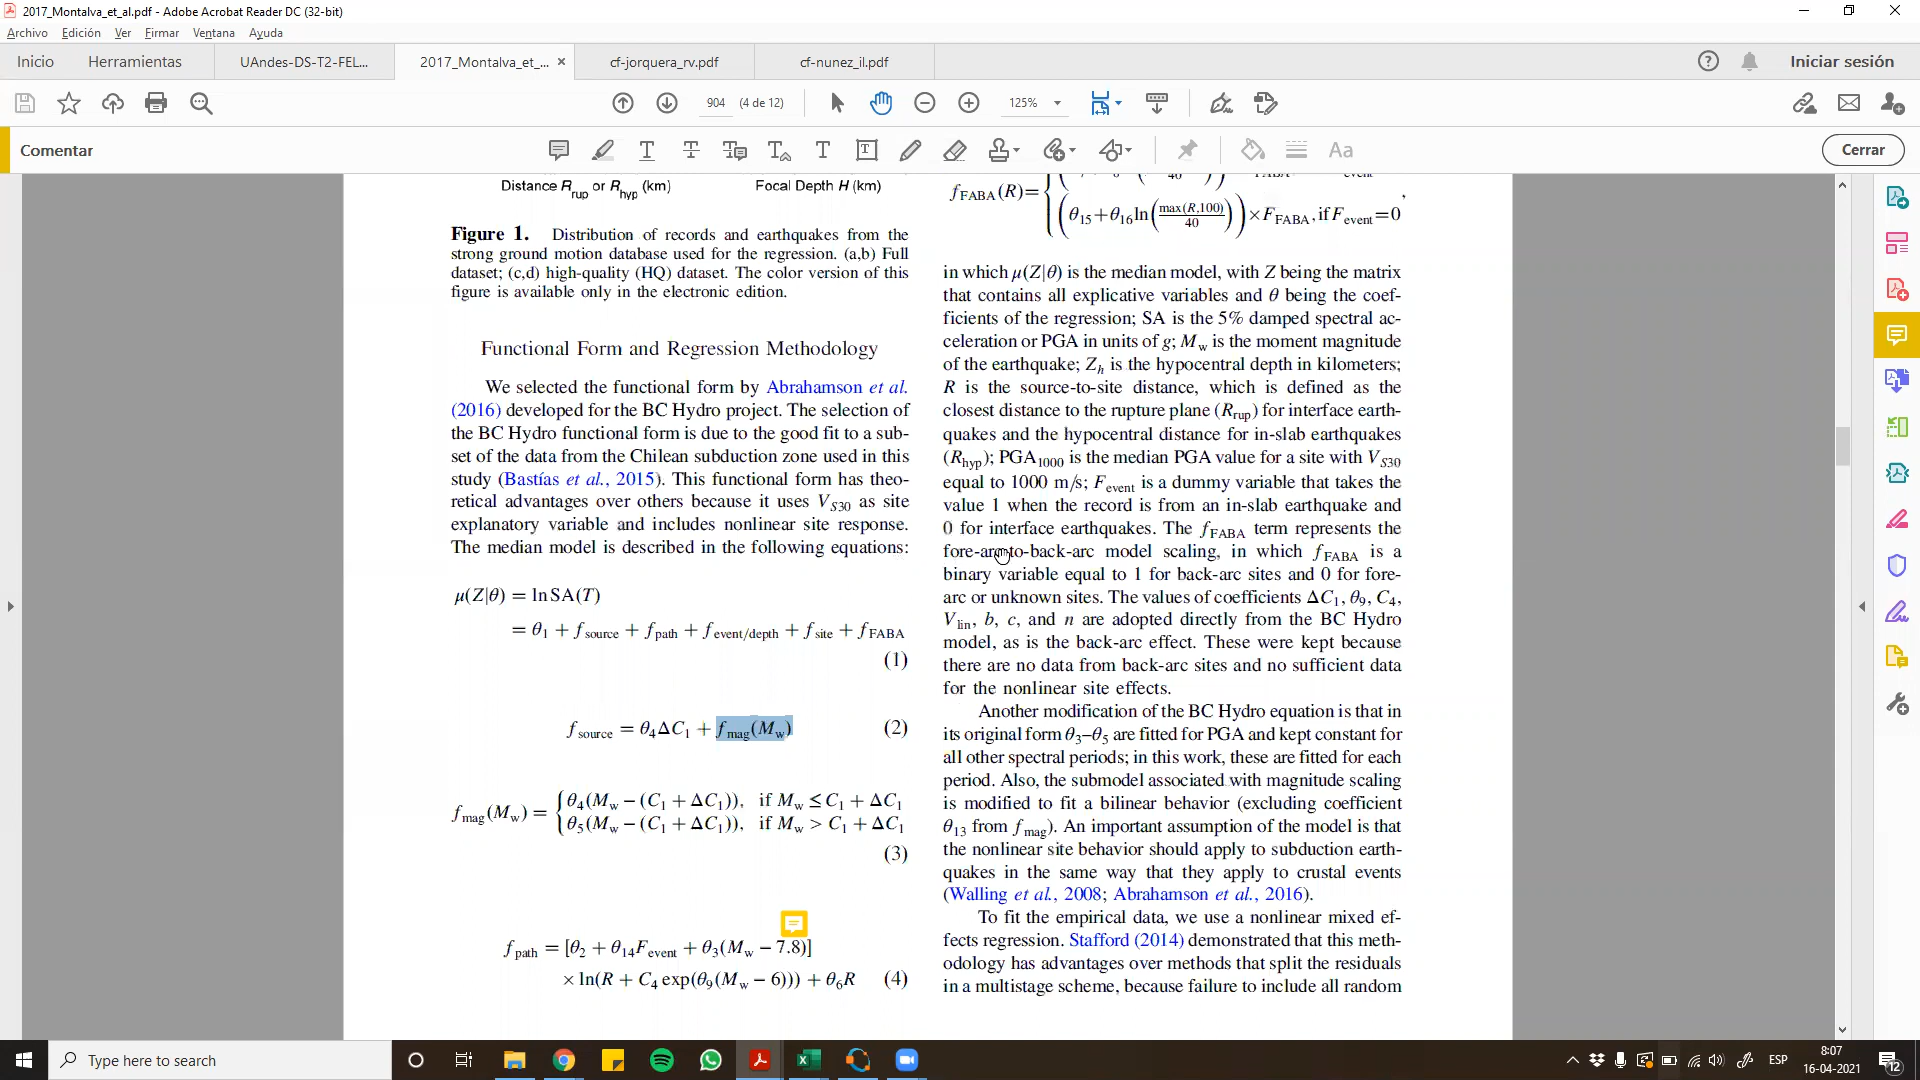 2017_Montalva_et_al.pdf - Adobe Acrobat Reader DC (32-bit)
Archivo Edición Ver Firmar Ventana Ayuda
Inicio Herramientas UAndes-DS-T2-FEL... 2017_Montalva_et_... × cf-jorquera_rv.pdf cf-nunez_il.pdf Iniciar sesión
904 (4 de 12) 125%
Comentar Cerrar
Distance R_rup or R_hyp (km) Focal Depth H (km)
Figure 1. Distribution of records and earthquakes from the
strong ground motion database used for the regression. (a,b) Full
dataset; (c,d) high-quality (HQ) dataset. The color version of this
figure is available only in the electronic edition.
Functional Form and Regression Methodology
We selected the functional form by Abrahamson et al.
(2016) developed for the BC Hydro project. The selection of
the BC Hydro functional form is due to the good fit to a sub-
set of the data from the Chilean subduction zone used in this
study (Bastías et al., 2015). This functional form has theo-
retical advantages over others because it uses V_S30 as site
explanatory variable and includes nonlinear site response.
The median model is described in the following equations:
μ(Z|θ) = ln SA(T)
= θ₁ + f_source + f_path + f_event/depth + f_site + f_FABA
(1)
f_source = θ₄ΔC₁ + f_mag(M_w) (2)
f_mag(M_w) = { θ₄(M_w − (C₁ + ΔC₁)), if M_w ≤ C₁ + ΔC₁
θ₅(M_w − (C₁ + ΔC₁)), if M_w > C₁ + ΔC₁
(3)
f_path = [θ₂ + θ₁₄F_event + θ₃(M_w − 7.8)]
× ln(R + C₄ exp(θ₉(M_w − 6))) + θ₆R (4)
f_FABA(R)= {
(θ₁₅+θ₁₆ln(max(R,100)/40))×F_FABA, if F_event=0
,
in which μ(Z|θ) is the median model, with Z being the matrix
that contains all explicative variables and θ being the coef-
ficients of the regression; SA is the 5% damped spectral ac-
celeration or PGA in units of g; M_w is the moment magnitude
of the earthquake; Z_h is the hypocentral depth in kilometers;
R is the source-to-site distance, which is defined as the
closest distance to the rupture plane (R_rup) for interface earth-
quakes and the hypocentral distance for in-slab earthquakes
(R_hyp); PGA₁₀₀₀ is the median PGA value for a site with V_S30
equal to 1000 m/s; F_event is a dummy variable that takes the
value 1 when the record is from an in-slab earthquake and
0 for interface earthquakes. The f_FABA term represents the
fore-arc-to-back-arc model scaling, in which f_FABA is a
binary variable equal to 1 for back-arc sites and 0 for fore-
arc or unknown sites. The values of coefficients ΔC₁, θ₉, C₄,
V_lin, b, c, and n are adopted directly from the BC Hydro
model, as is the back-arc effect. These were kept because
there are no data from back-arc sites and no sufficient data
for the nonlinear site effects.
Another modification of the BC Hydro equation is that in
its original form θ₃–θ₅ are fitted for PGA and kept constant for
all other spectral periods; in this work, these are fitted for each
period. Also, the submodel associated with magnitude scaling
is modified to fit a bilinear behavior (excluding coefficient
θ₁₃ from f_mag). An important assumption of the model is that
the nonlinear site behavior should apply to subduction earth-
quakes in the same way that they apply to crustal events
(Walling et al., 2008; Abrahamson et al., 2016).
To fit the empirical data, we use a nonlinear mixed ef-
fects regression. Stafford (2014) demonstrated that this meth-
odology has advantages over methods that split the residuals
in a multistage scheme, because failure to include all random
Type here to search
ESP
8:07
16-04-2021
12